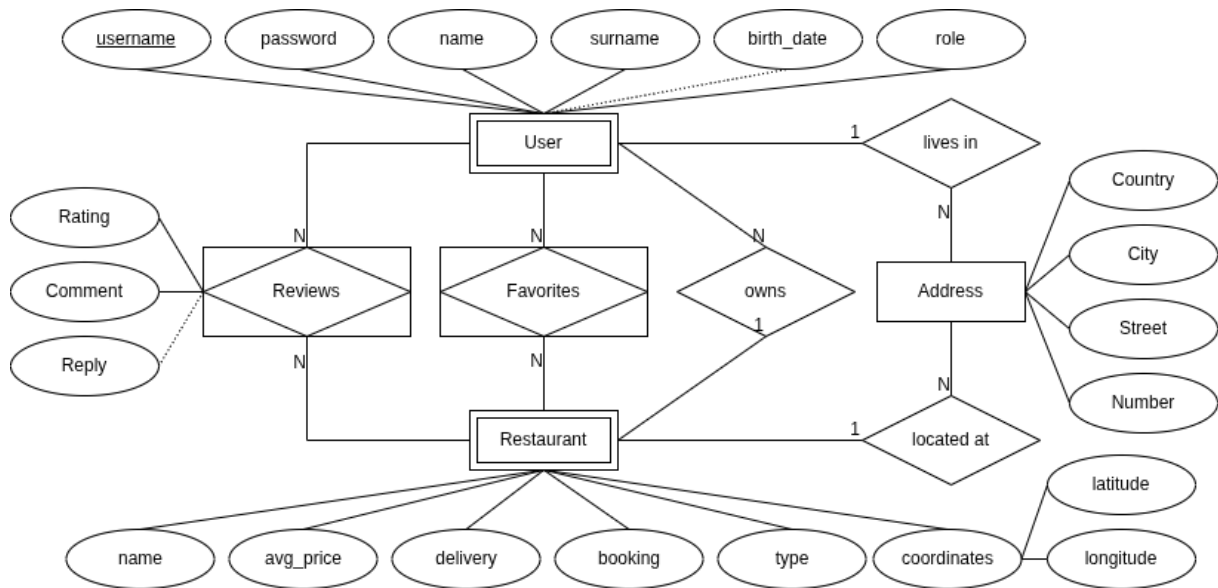 username
password
name
surname
birth_date
role
User
1
lives in
Country
Rating
N
N
N
N
City
Comment
Reviews
Favorites
owns
Address
1
Street
Reply
N
N
N
Number
Restaurant
1
located at
latitude
name
avg_price
delivery
booking
type
coordinates
longitude